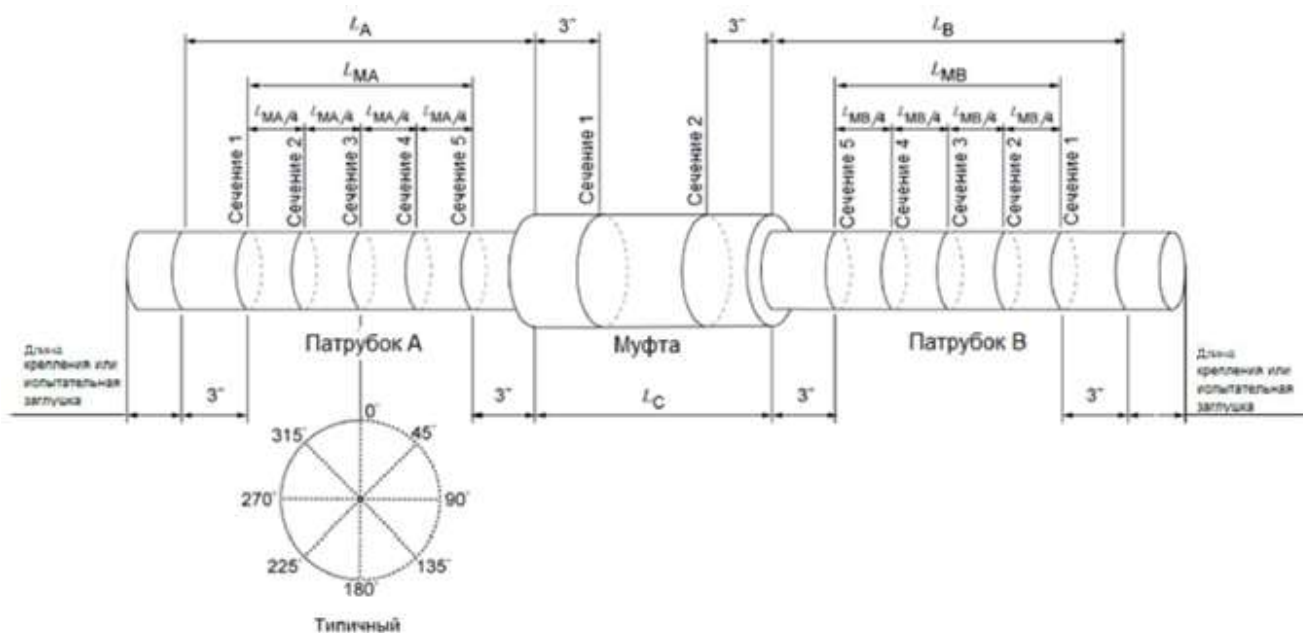 L_A
3"
3"
L_B
L_MA
L_MB
L_MA/4
L_MA/4
L_MA/4
L_MA/4
L_MB/4
L_MB/4
L_MB/4
L_MB/4
Сечение 1
Сечение 2
Сечение 3
Сечение 4
Сечение 5
Сечение 1
Сечение 2
Сечение 5
Сечение 4
Сечение 3
Сечение 2
Сечение 1
Патрубок А
Муфта
Патрубок В
Длина
крепления или
испытательная
заглушка
3"
3"
L_C
3"
3"
Длина
крепления или
испытательная
заглушка
0°
45°
90°
135°
180°
225°
270°
315°
Типичный